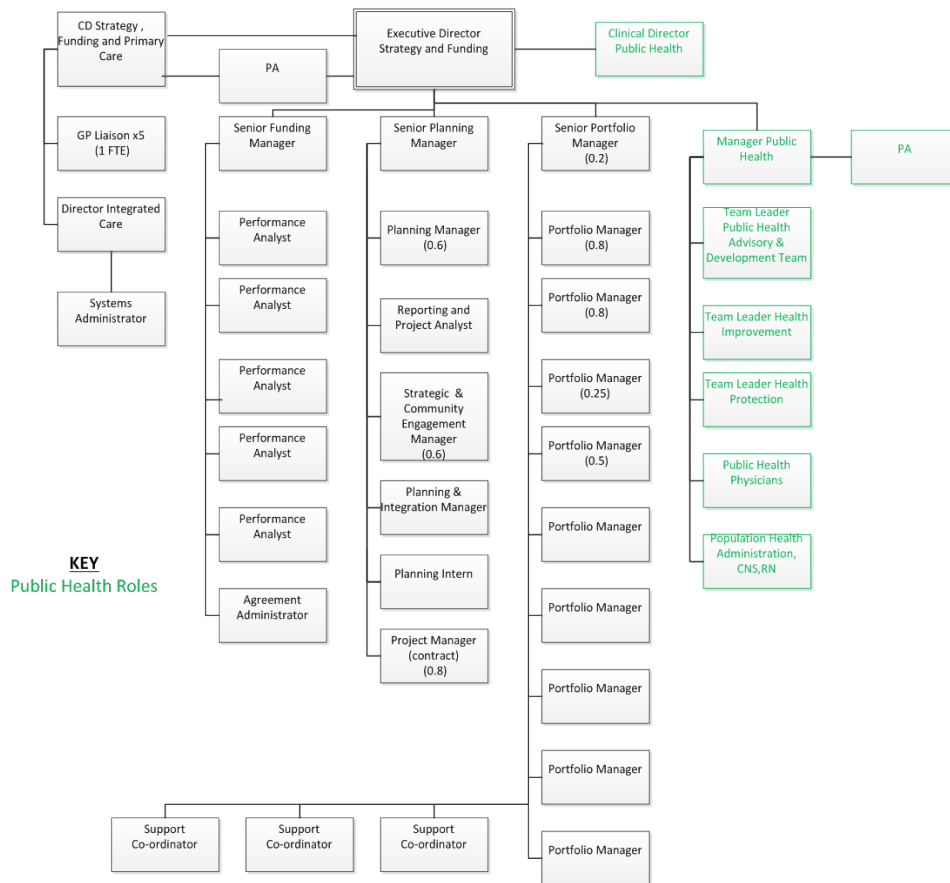 CD Strategy ,
Funding and Primary
Care
PA
Executive Director
Strategy and Funding
Clinical Director
Public Health
GP Liaison x5
(1 FTE)
Director Integrated
Care
Systems
Administrator
Senior Funding
Manager
Performance
Analyst
Performance
Analyst
Performance
Analyst
Performance
Analyst
Performance
Analyst
Agreement
Administrator
Senior Planning
Manager
Planning Manager
(0.6)
Reporting and
Project Analyst
Strategic &
Community
Engagement
Manager
(0.6)
Planning &
Integration Manager
Planning Intern
Project Manager
(contract)
(0.8)
Senior Portfolio
Manager
(0.2)
Portfolio Manager
(0.8)
Portfolio Manager
(0.8)
Portfolio Manager
(0.25)
Portfolio Manager
(0.5)
Portfolio Manager
Portfolio Manager
Portfolio Manager
Portfolio Manager
Portfolio Manager
Support
Co-ordinator
Support
Co-ordinator
Support
Co-ordinator
Manager Public
Health
PA
Team Leader
Public Health
Advisory &
Development Team
Team Leader Health
Improvement
Team Leader Health
Protection
Public Health
Physicians
Population Health
Administration,
CNS,RN
KEY
Public Health Roles